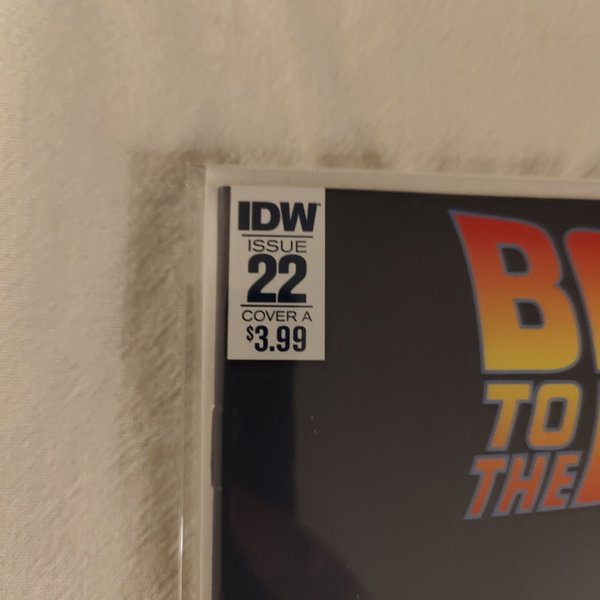 IDW
ISSUE
22
COVER A
$3.99
B
TO
THE